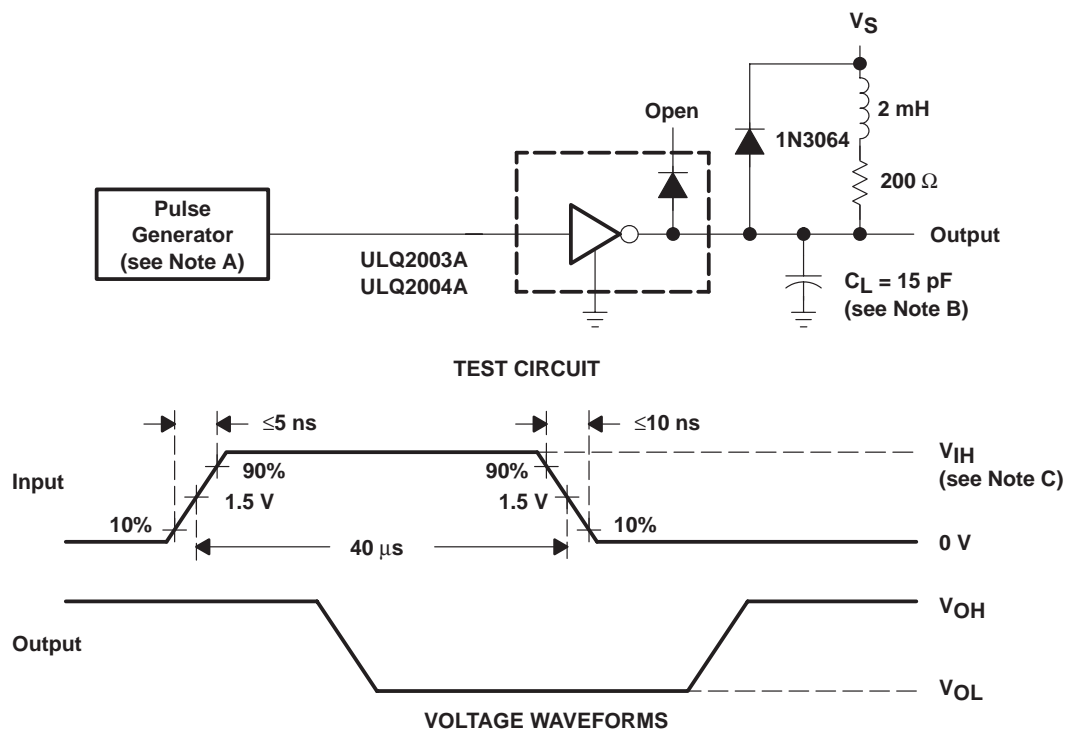 VS
2 mH
Open
1N3064
200 Ω
Pulse
Generator
(see Note A)
Output
ULQ2003A
ULQ2004A
CL = 15 pF
(see Note B)
TEST CIRCUIT
≤5 ns
≤10 ns
Input
90%
90%
VIH
(see Note C)
1.5 V
1.5 V
10%
10%
40 µs
0 V
VOH
Output
VOL
VOLTAGE WAVEFORMS